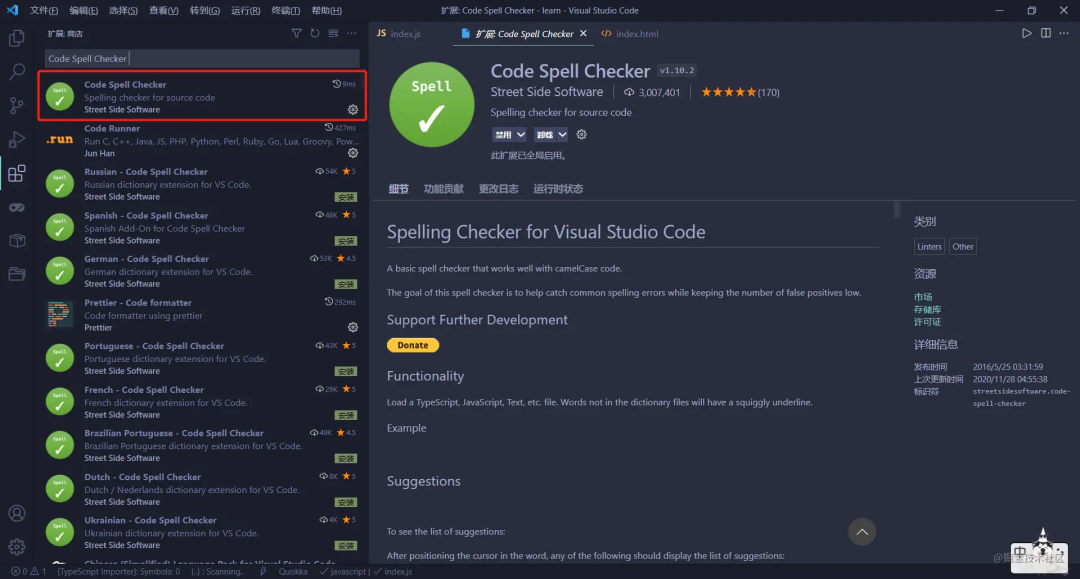 文件(F) 编辑(E) 选择(S) 查看(V) 转到(G) 运行(R) 终端(T) 帮助(H) 扩展: Code Spell Checker - learn - Visual Studio Code
扩展: 商店
JS index.js 扩展: Code Spell Checker index.html
Code Spell Checker
Code Spell Checker 9ms
Spelling checker for source code
Street Side Software
Code Runner 427ms
.run
Run C, C++, Java, JS, PHP, Python, Perl, Ruby, Go, Lua, Groovy, Pow...
Jun Han
Russian - Code Spell Checker 54K 5
Russian dictionary extension for VS Code.
Street Side Software 安装
Spanish - Code Spell Checker 48K 5
Spanish Add-On for Code Spell Checker
Street Side Software 安装
German - Code Spell Checker 53K 4.5
German dictionary extension for VS Code.
Street Side Software 安装
Prettier - Code formatter 292ms
Code formatter using prettier
Prettier
Portuguese - Code Spell Checker 43K 5
Portuguese dictionary extension for VS Code.
Street Side Software 安装
French - Code Spell Checker 29K 5
French dictionary extension for VS Code.
Street Side Software 安装
Brazilian Portuguese - Code Spell Checker 49K 4.5
Brazilian Portuguese dictionary extension for VS Code.
Street Side Software 安装
Dutch - Code Spell Checker 8K 5
Dutch / Nederlands dictionary extension for VS Code.
Street Side Software 安装
Ukrainian - Code Spell Checker 4K 5
Ukrainian dictionary extension for VS Code.
Street Side Software 安装
Spell
Code Spell Checker v1.10.2
Street Side Software 3,007,401 (170)
Spelling checker for source code
禁用 卸载
此扩展已全局启用。
细节 功能贡献 更改日志 运行时状态
Spelling Checker for Visual Studio Code
A basic spell checker that works well with camelCase code.
The goal of this spell checker is to help catch common spelling errors while keeping the number of false positives low.
Support Further Development
Donate
Functionality
Load a TypeScript, JavaScript, Text, etc. file. Words not in the dictionary files will have a squiggly underline.
Example
Suggestions
To see the list of suggestions:
After positioning the cursor in the word, any of the following should display the list of suggestions:
类别
Linters Other
资源
市场
存储库
许可证
详细信息
发布时间 2016/5/25 03:31:59
上次更新时间 2020/11/28 04:55:38
标识符 streetsidesoftware.code-
spell-checker
@掘金技术社区
中
0 1 [TypeScript Importer]: Symbols: 0 {..} : Scanning.. Quokka javascript | index.js